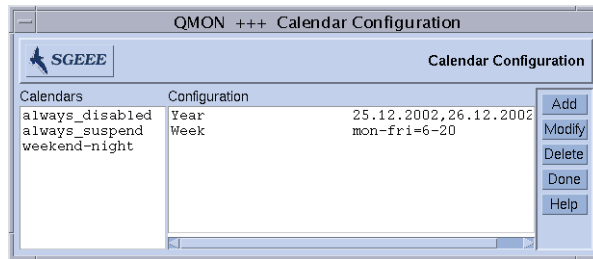 QMON +++ Calendar Configuration
SGEEE
Calendar Configuration
Calendars
always_disabled
always_suspend
weekend-night
Configuration
Year 25.12.2002,26.12.2002
Week mon-fri=6-20
Add
Modify
Delete
Done
Help